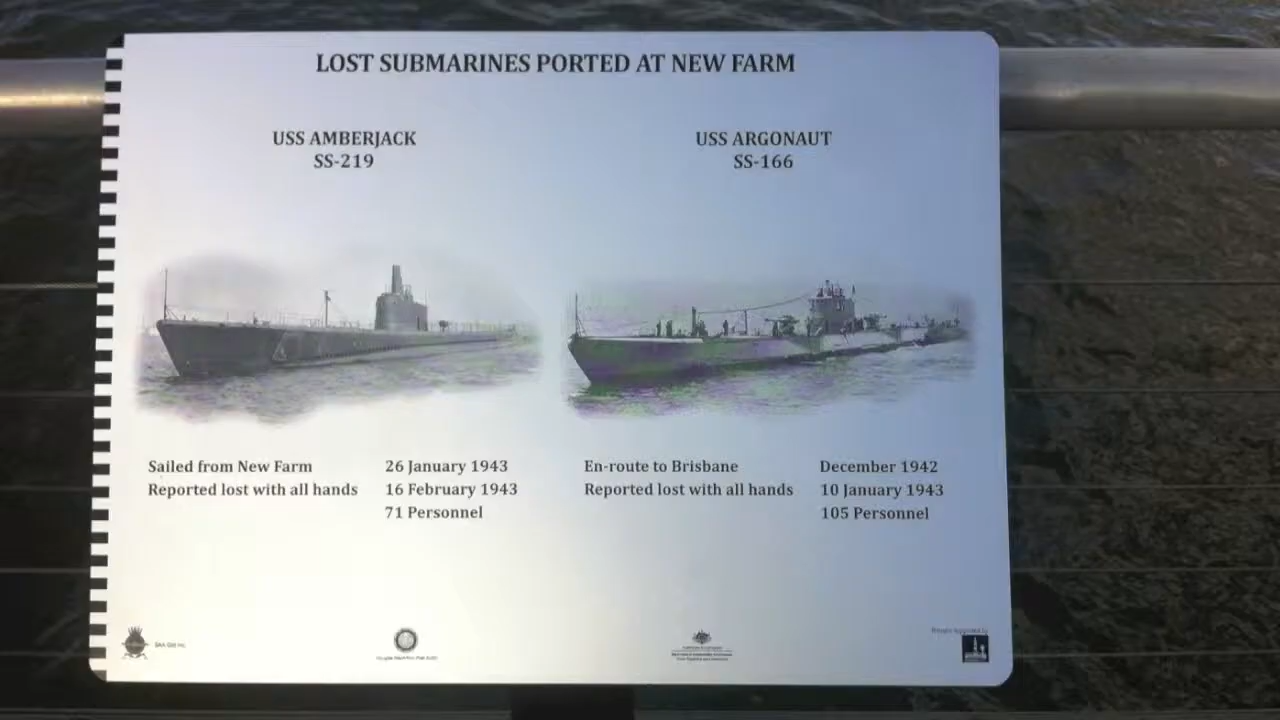 LOST SUBMARINES PORTED AT NEW FARM
USS AMBERJACK
SS-219
USS ARGONAUT
SS-166
Sailed from New Farm 26 January 1943
Reported lost with all hands 16 February 1943
71 Personnel
En-route to Brisbane December 1942
Reported lost with all hands 10 January 1943
105 Personnel